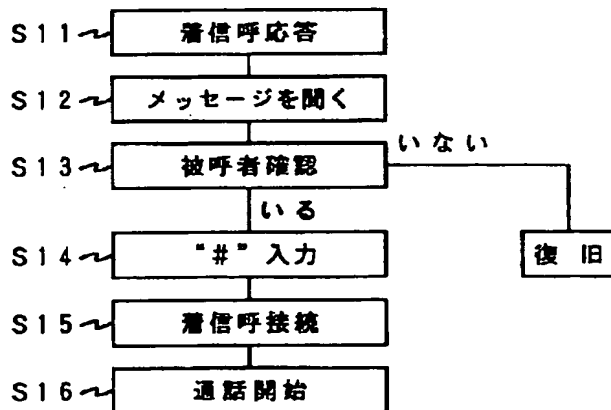 S11 着信呼応答
S12 メッセージを聞く
いない
S13 被呼者確認
いる
S14 “#”入力
復旧
S15 着信呼接続
S16 通話開始